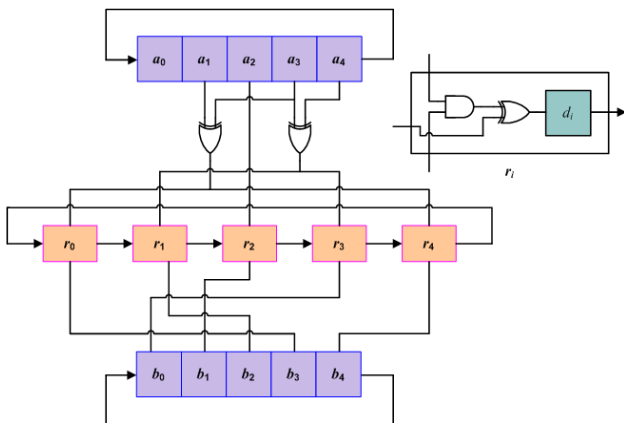 a₀ a₁ a₂ a₃ a₄
dᵢ
rᵢ
r₀ r₁ r₂ r₃ r₄
b₀ b₁ b₂ b₃ b₄